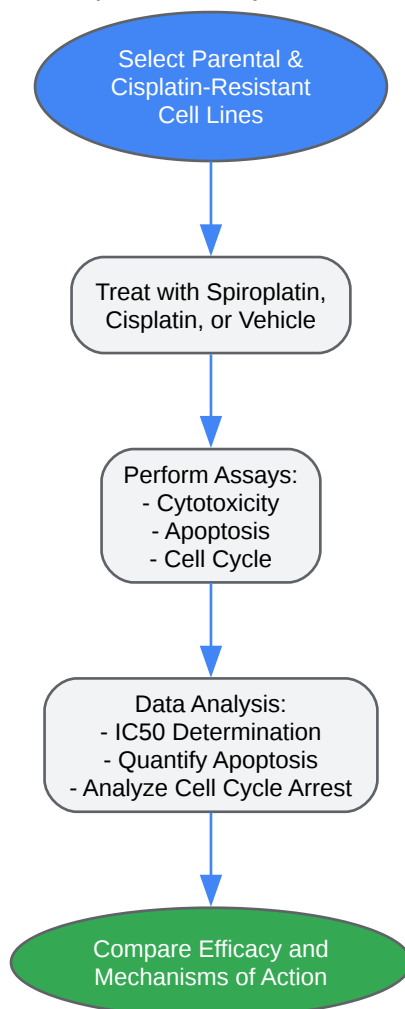 Select Parental &
Cisplatin-Resistant
Cell Lines
Treat with Spiroplatin,
Cisplatin, or Vehicle
Perform Assays:
- Cytotoxicity
- Apoptosis
- Cell Cycle
Data Analysis:
- IC50 Determination
- Quantify Apoptosis
- Analyze Cell Cycle Arrest
Compare Efficacy and
Mechanisms of Action